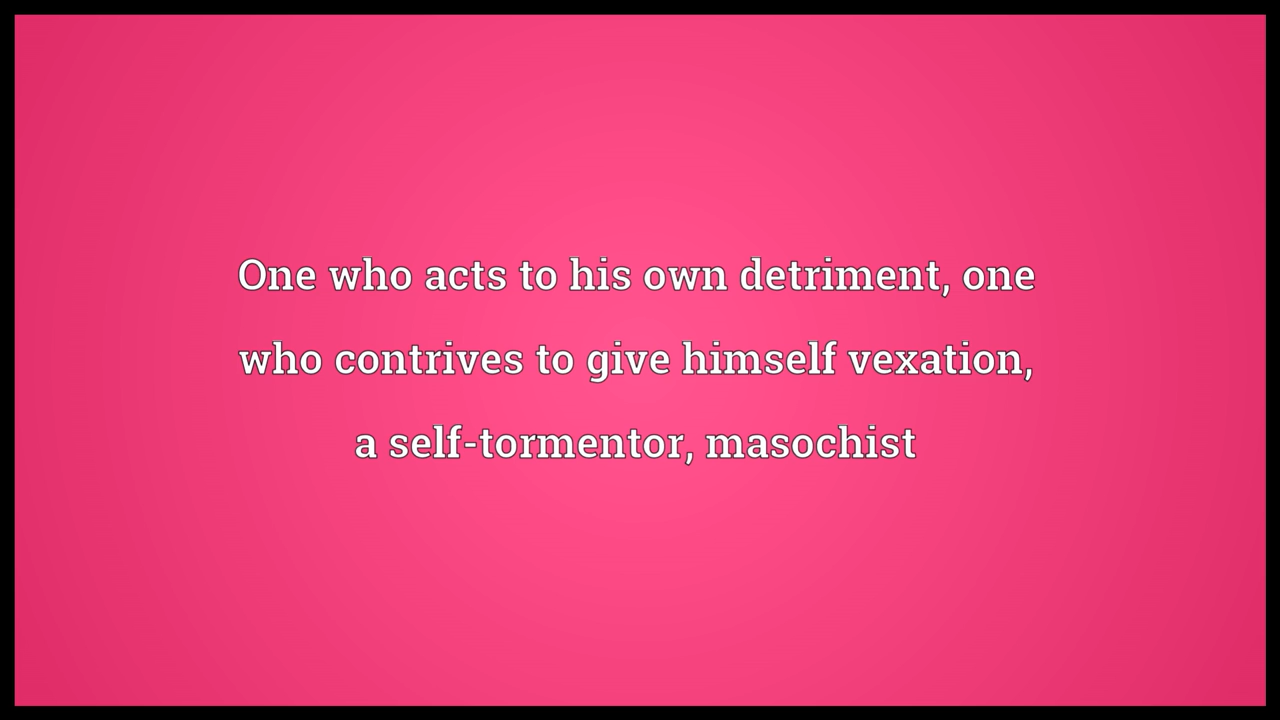 One who acts to his own detriment, one
who contrives to give himself vexation,
a self-tormentor, masochist